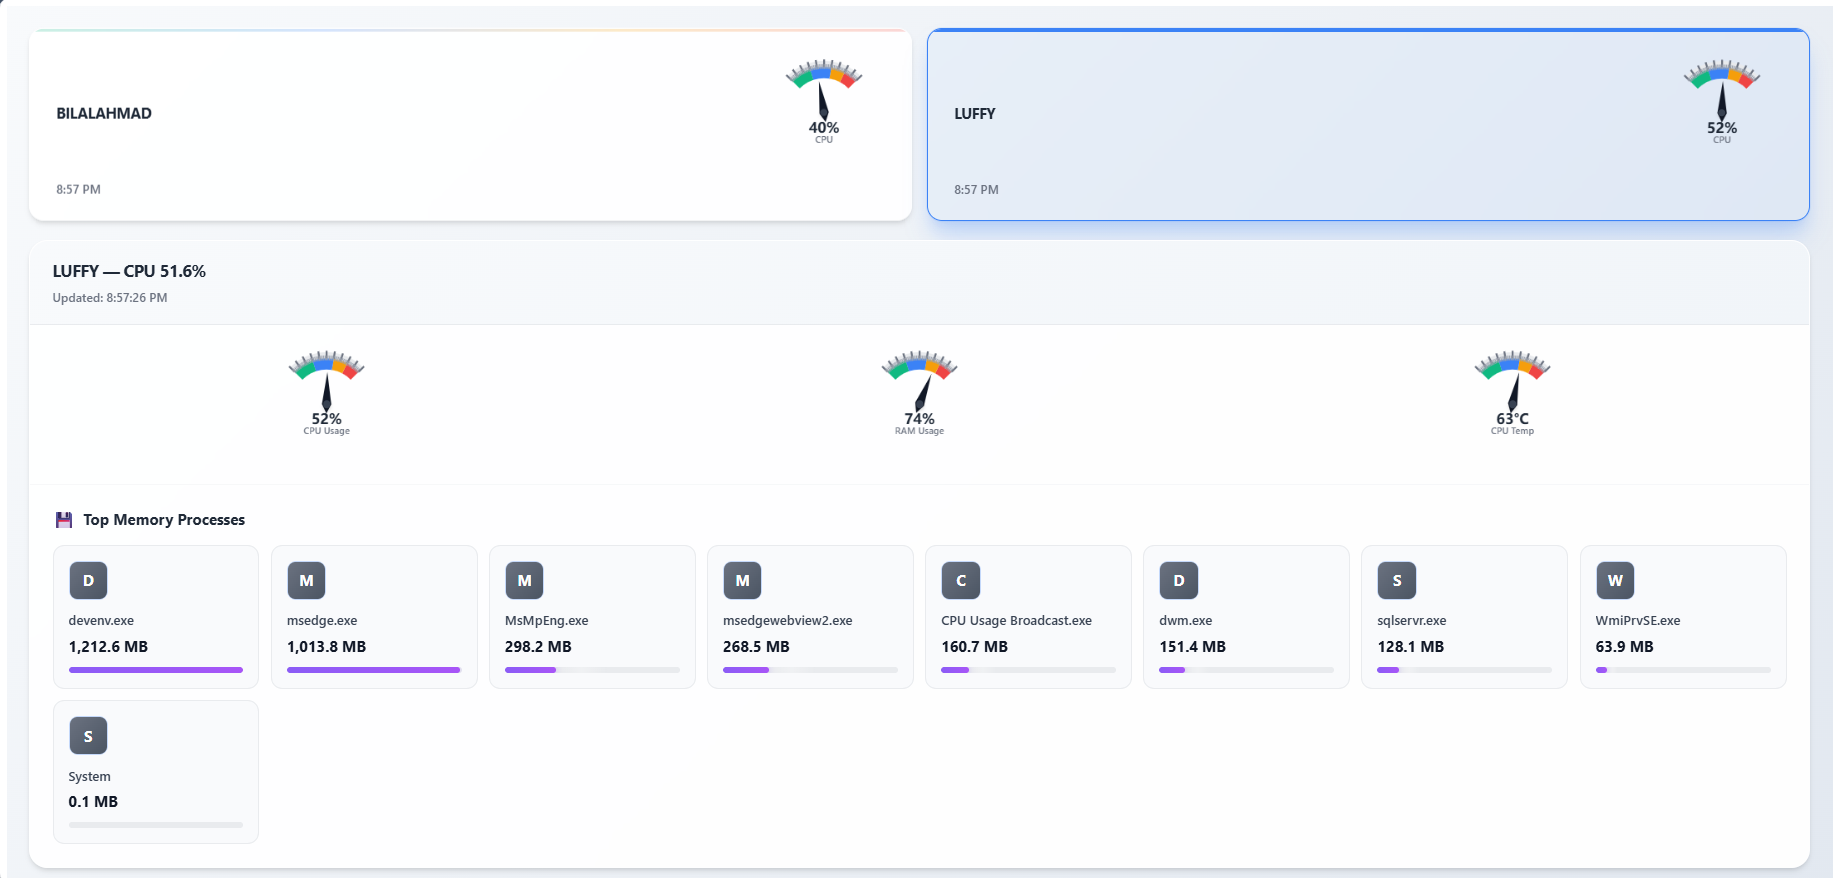 BILALAHMAD
40%
CPU
8:57 PM
LUFFY
52%
CPU
8:57 PM
LUFFY — CPU 51.6%
Updated: 8:57:26 PM
52%
CPU Usage
74%
RAM Usage
63°C
CPU Temp
Top Memory Processes
D
devenv.exe
1,212.6 MB
M
msedge.exe
1,013.8 MB
M
MsMpEng.exe
298.2 MB
M
msedgewebview2.exe
268.5 MB
C
CPU Usage Broadcast.exe
160.7 MB
D
dwm.exe
151.4 MB
S
sqlservr.exe
128.1 MB
W
WmiPrvSE.exe
63.9 MB
S
System
0.1 MB